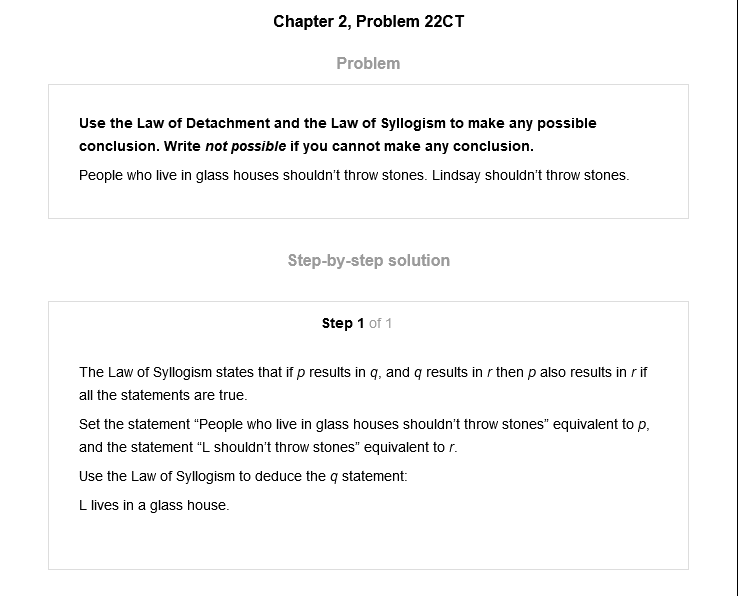 Chapter 2, Problem 22CT
Problem
Use the Law of Detachment and the Law of Syllogism to make any possible
conclusion. Write not possible if you cannot make any conclusion.
People who live in glass houses shouldn’t throw stones. Lindsay shouldn’t throw stones.
Step-by-step solution
Step 1 of 1
The Law of Syllogism states that if p results in q, and q results in r then p also results in r if
all the statements are true.
Set the statement “People who live in glass houses shouldn’t throw stones” equivalent to p,
and the statement “L shouldn’t throw stones” equivalent to r.
Use the Law of Syllogism to deduce the q statement:
L lives in a glass house.